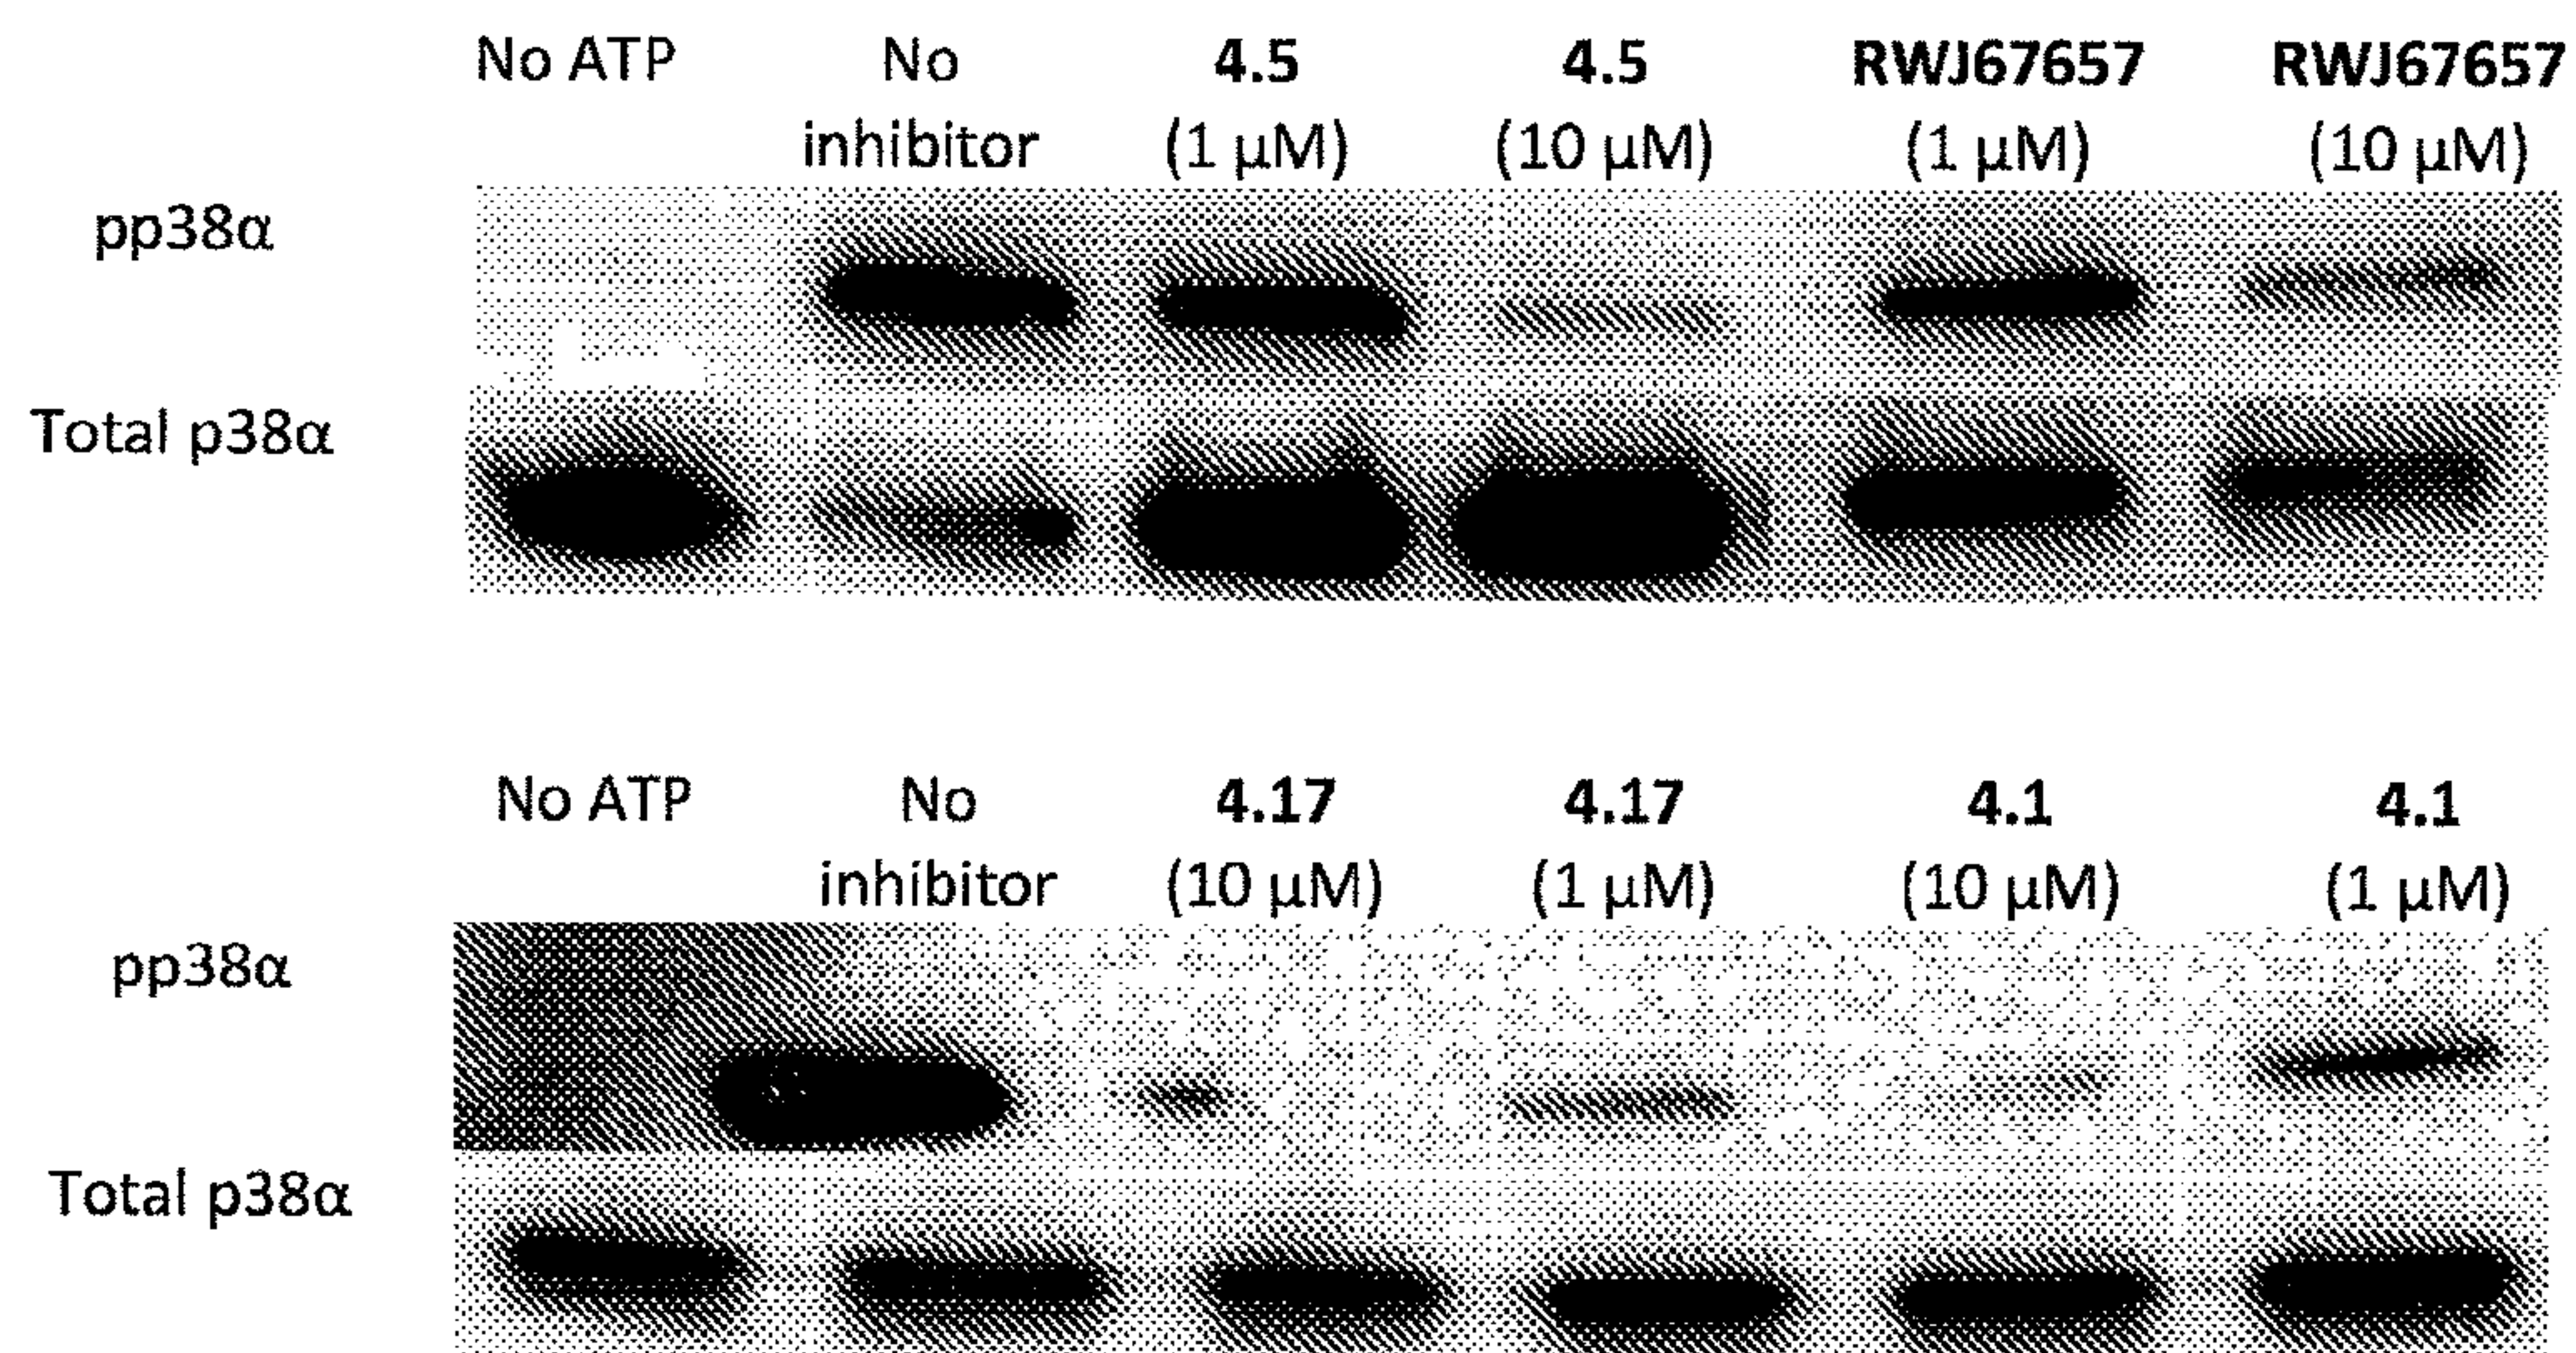 No ATP No 4.5 4.5 RWJ67657 RWJ67657
inhibitor (1 µM) (10 µM) (1 µM) (10 µM)
pp38α
Total p38α
No ATP No 4.17 4.17 4.1 4.1
inhibitor (10 µM) (1 µM) (10 µM) (1 µM)
pp38α
Total p38α